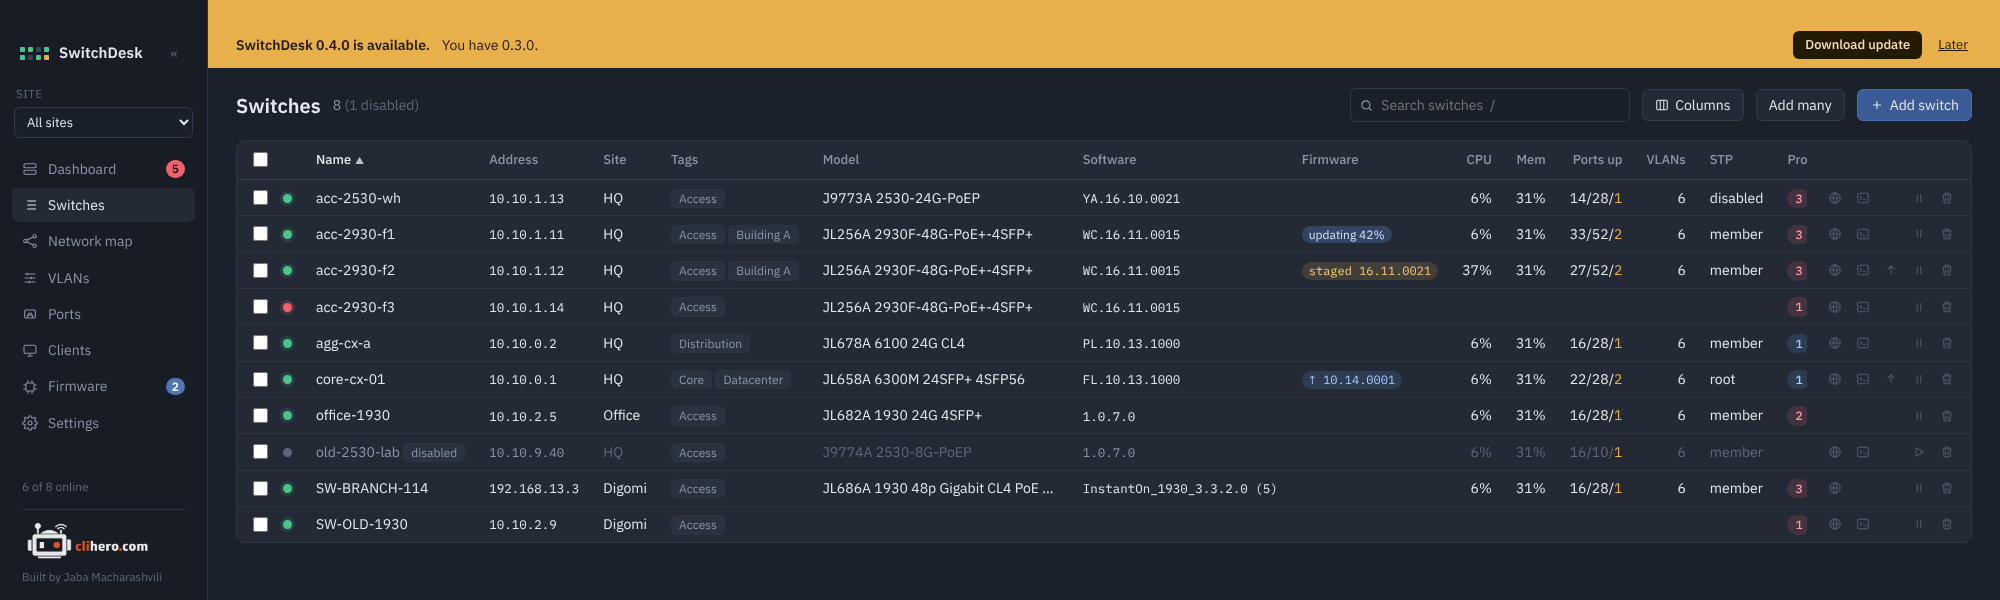 SwitchDesk «
SITE
All sites
Dashboard 5
Switches
Network map
VLANs
Ports
Clients
Firmware 2
Settings
6 of 8 online
clihero.com
Built by Jaba Macharashvili
SwitchDesk 0.4.0 is available. You have 0.3.0.
Download update Later
Switches 8 (1 disabled)
Search switches / Columns Add many + Add switch
Name ▲ Address Site Tags Model Software Firmware CPU Mem Ports up VLANs STP Pro
acc-2530-wh 10.10.1.13 HQ Access J9773A 2530-24G-PoEP YA.16.10.0021 6% 31% 14/28/1 6 disabled 3
acc-2930-f1 10.10.1.11 HQ Access Building A JL256A 2930F-48G-PoE+-4SFP+ WC.16.11.0015 updating 42% 6% 31% 33/52/2 6 member 3
acc-2930-f2 10.10.1.12 HQ Access Building A JL256A 2930F-48G-PoE+-4SFP+ WC.16.11.0015 staged 16.11.0021 37% 31% 27/52/2 6 member 3
acc-2930-f3 10.10.1.14 HQ Access JL256A 2930F-48G-PoE+-4SFP+ WC.16.11.0015 1
agg-cx-a 10.10.0.2 HQ Distribution JL678A 6100 24G CL4 PL.10.13.1000 6% 31% 16/28/1 6 member 1
core-cx-01 10.10.0.1 HQ Core Datacenter JL658A 6300M 24SFP+ 4SFP56 FL.10.13.1000 ↑ 10.14.0001 6% 31% 22/28/2 6 root 1
office-1930 10.10.2.5 Office Access JL682A 1930 24G 4SFP+ 1.0.7.0 6% 31% 16/28/1 6 member 2
old-2530-lab disabled 10.10.9.40 HQ Access J9774A 2530-8G-PoEP 1.0.7.0 6% 31% 16/10/1 6 member
SW-BRANCH-114 192.168.13.3 Digomi Access JL686A 1930 48p Gigabit CL4 PoE ... InstantOn_1930_3.3.2.0 (5) 6% 31% 16/28/1 6 member 3
SW-OLD-1930 10.10.2.9 Digomi Access 1